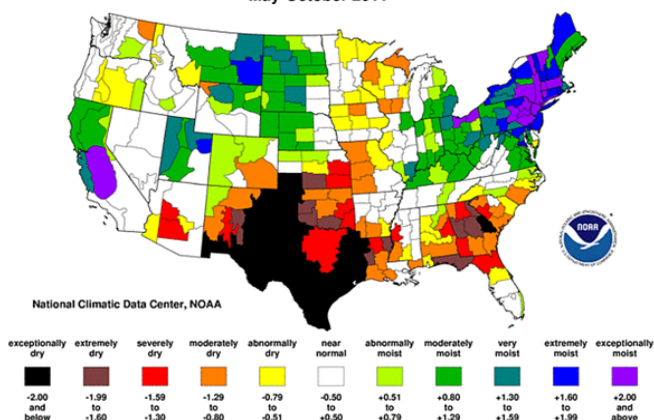 National Climatic Data Center, NOAA
NOAA
exceptionally dry
extremely dry
severely dry
moderately dry
abnormally dry
near normal
abnormally moist
moderately moist
very moist
extremely moist
exceptionally moist
-2.00 and below
-1.99 to -1.60
-1.59 to -1.30
-1.29 to -0.80
-0.79 to -0.51
-0.50 to +0.50
+0.51 to +0.79
+0.80 to +1.29
+1.30 to +1.59
+1.60 to +1.99
+2.00 and above